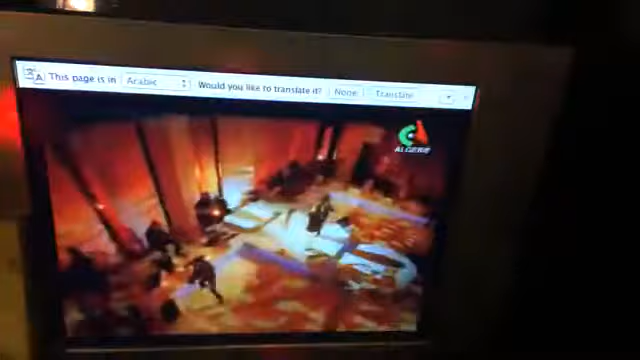 This page is in Arabic Would you like to translate it? None Translate
ALGERIE